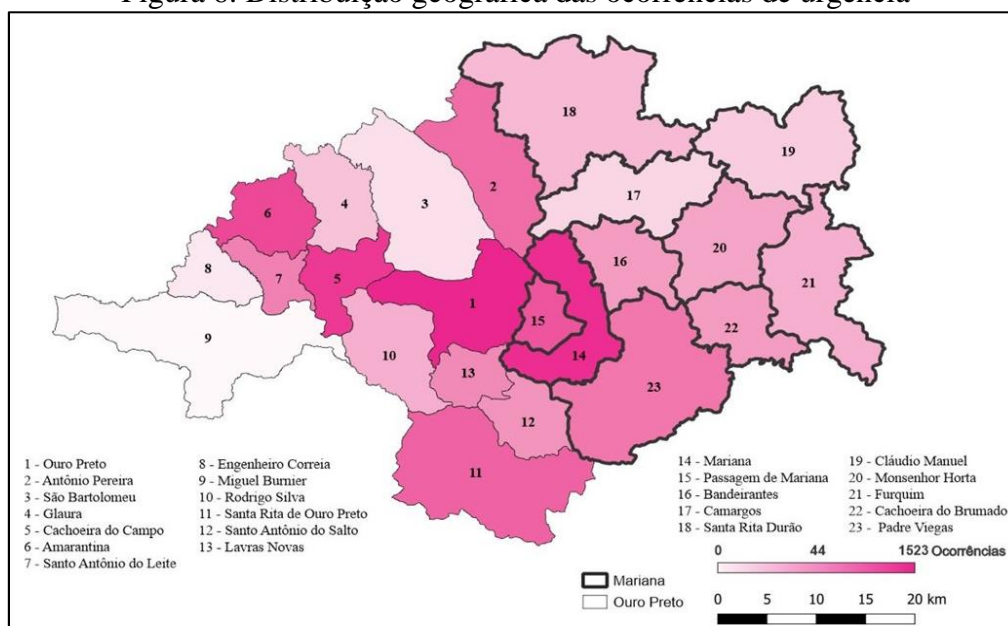 Figura 8: Distribuição geográfica das ocorrências de urgência
18
19
2
17
4
3
6
20
16
21
8
7
5
1
15
22
9
14
10
13
23
12
11
1 - Ouro Preto
2 - Antônio Pereira
3 - São Bartolomeu
4 - Glaura
5 - Cachoeira do Campo
6 - Amarantina
7 - Santo Antônio do Leite
8 - Engenheiro Correia
9 - Miguel Burnier
10 - Rodrigo Silva
11 - Santa Rita de Ouro Preto
12 - Santo Antônio do Salto
13 - Lavras Novas
14 - Mariana
15 - Passagem de Mariana
16 - Bandeirantes
17 - Camargos
18 - Santa Rita Durão
19 - Cláudio Manuel
20 - Monsenhor Horta
21 - Furquim
22 - Cachoeira do Brumado
23 - Padre Viegas
0 44 1523 Ocorrências
Mariana
Ouro Preto
0 5 10 15 20 km